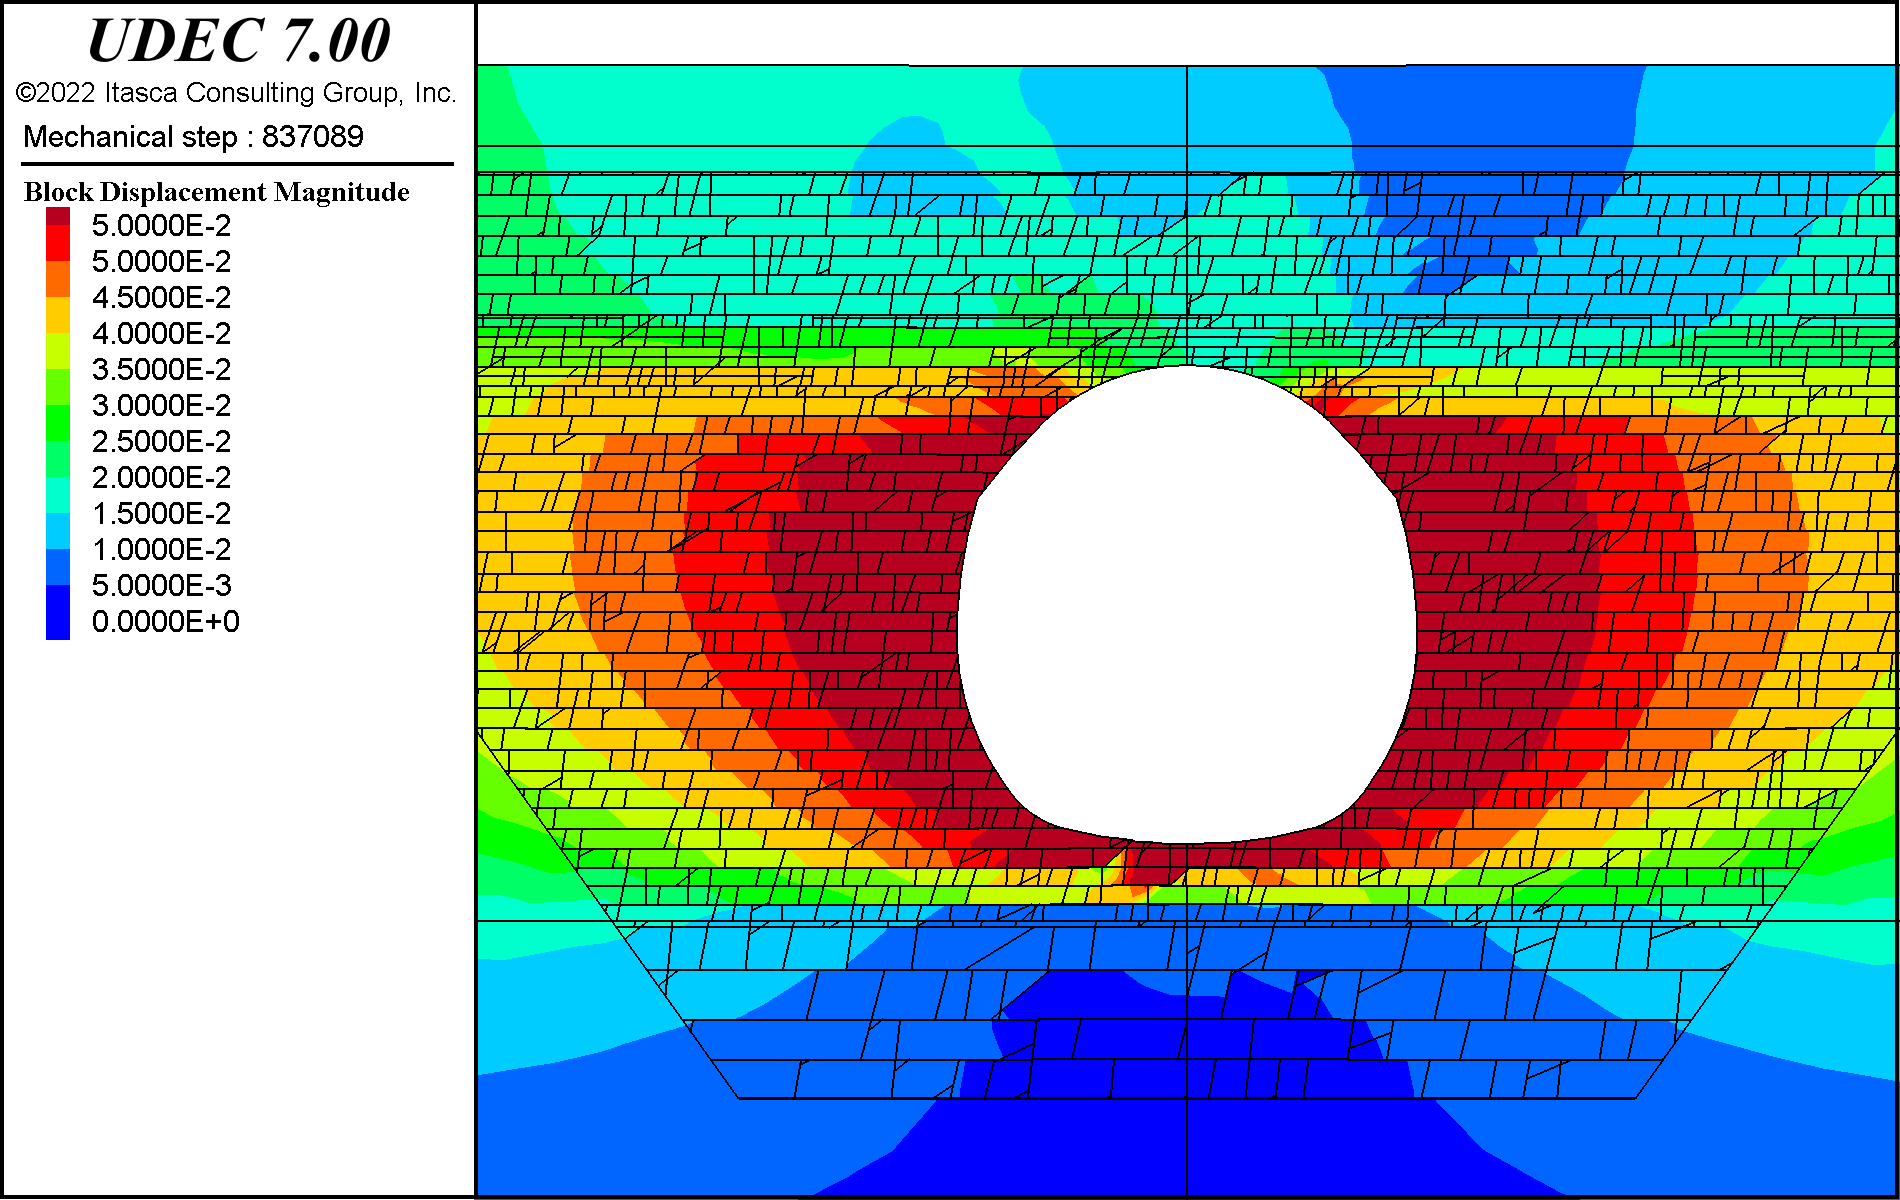 UDEC 7.00
©2022 Itasca Consulting Group, Inc.
Mechanical step : 837089
Block Displacement Magnitude
5.0000E-2
5.0000E-2
4.5000E-2
4.0000E-2
3.5000E-2
3.0000E-2
2.5000E-2
2.0000E-2
1.5000E-2
1.0000E-2
5.0000E-3
0.0000E+0